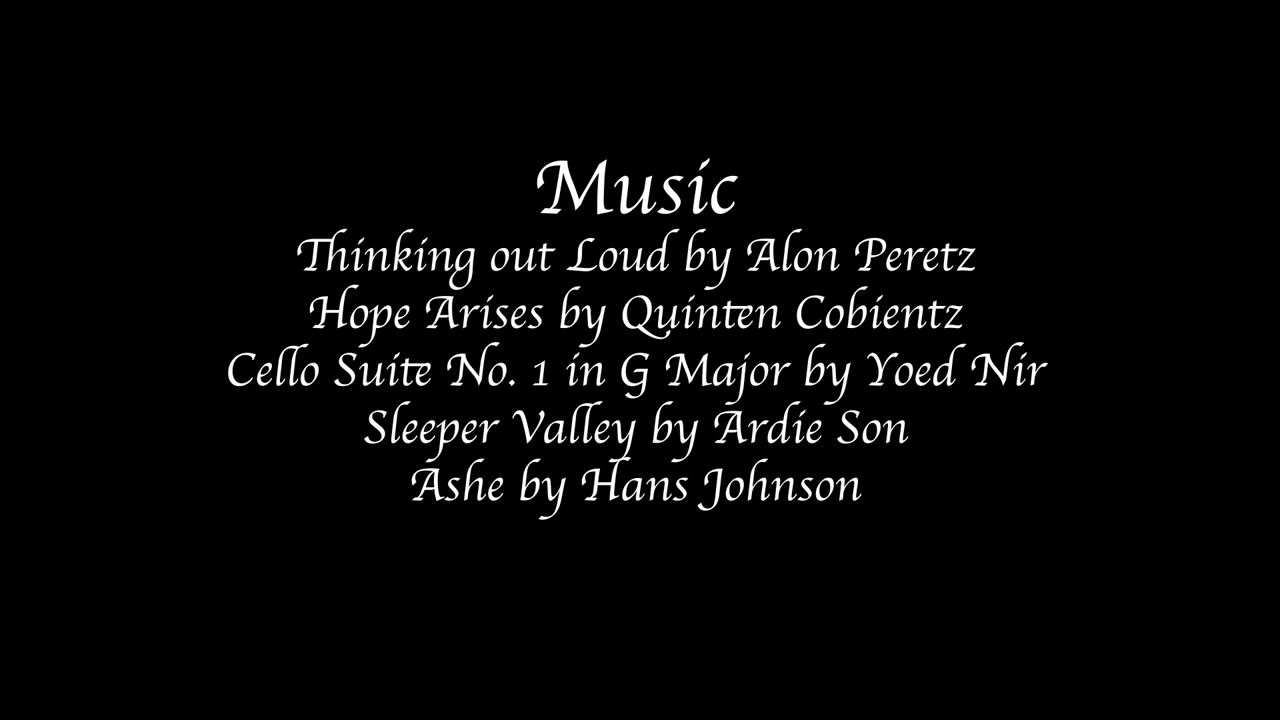 Music
Thinking out Loud by Alon Peretz
Hope Arises by Quinten Cobientz
Cello Suite No. 1 in G Major by Yoed Nir
Sleeper Valley by Ardie Son
Ashe by Hans Johnson